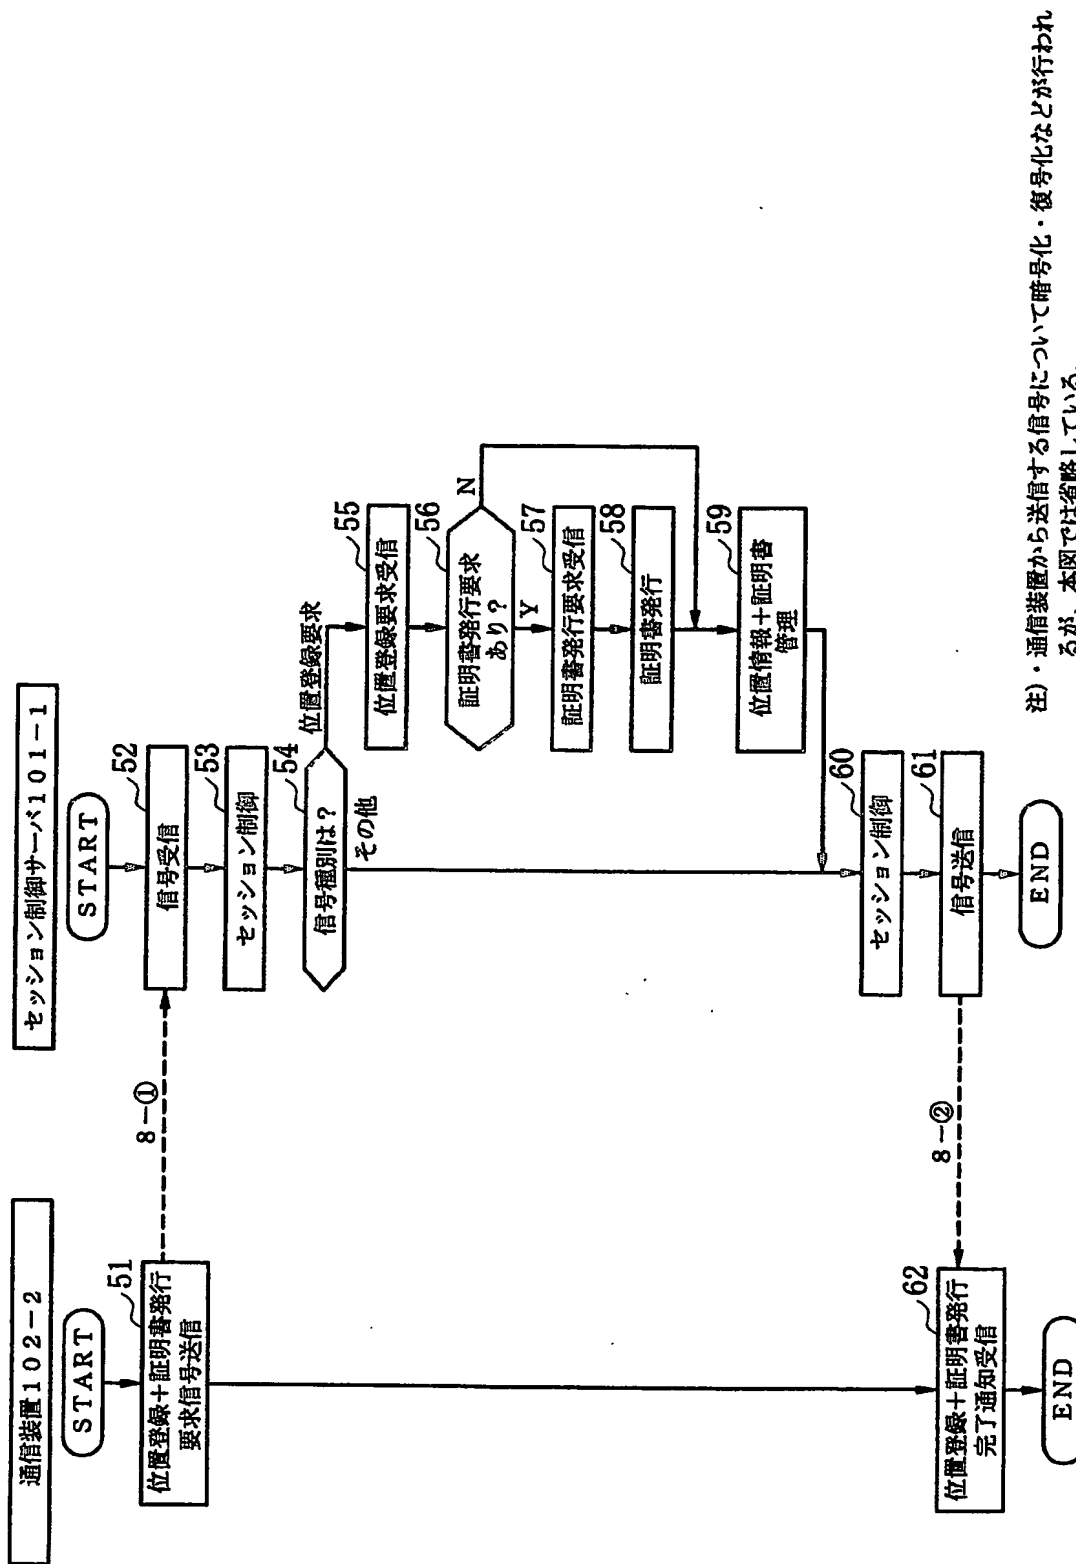 通信装置102-2
START
51
位置登録+証明書発行
要求信号送信
8-①
62
位置登録+証明書発行
完了通知受信
END
セッション制御サーバ101-1
START
52
信号受信
53
セッション制御
54
信号種別は?
位置登録要求
その他
55
位置登録要求受信
56
証明書発行要求
あり?
N
Y
57
証明書発行要求受信
58
証明書発行
59
位置情報+証明書
管理
60
セッション制御
61
信号送信
8-②
END
注)・通信装置から送信する信号について暗号化・復号化などが行われ
るが、本図では省略している。